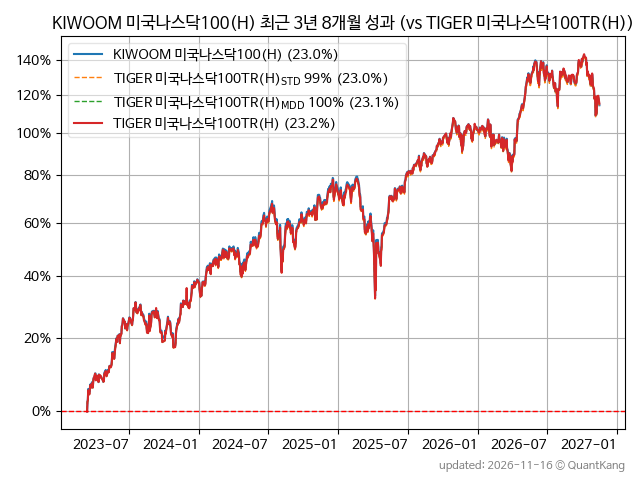 KIWOOM 미국나스닥100(H) 최근 3년 8개월 성과 (vs TIGER 미국나스닥100TR(H))
KIWOOM 미국나스닥100(H) (23.0%)
TIGER 미국나스닥100TR(H)STD 99% (23.0%)
TIGER 미국나스닥100TR(H)MDD 100% (23.1%)
TIGER 미국나스닥100TR(H) (23.2%)
140%
120%
100%
80%
60%
40%
20%
0%
2023-07 2024-01 2024-07 2025-01 2025-07 2026-01 2026-07 2027-01
updated: 2026-11-16 © QuantKang